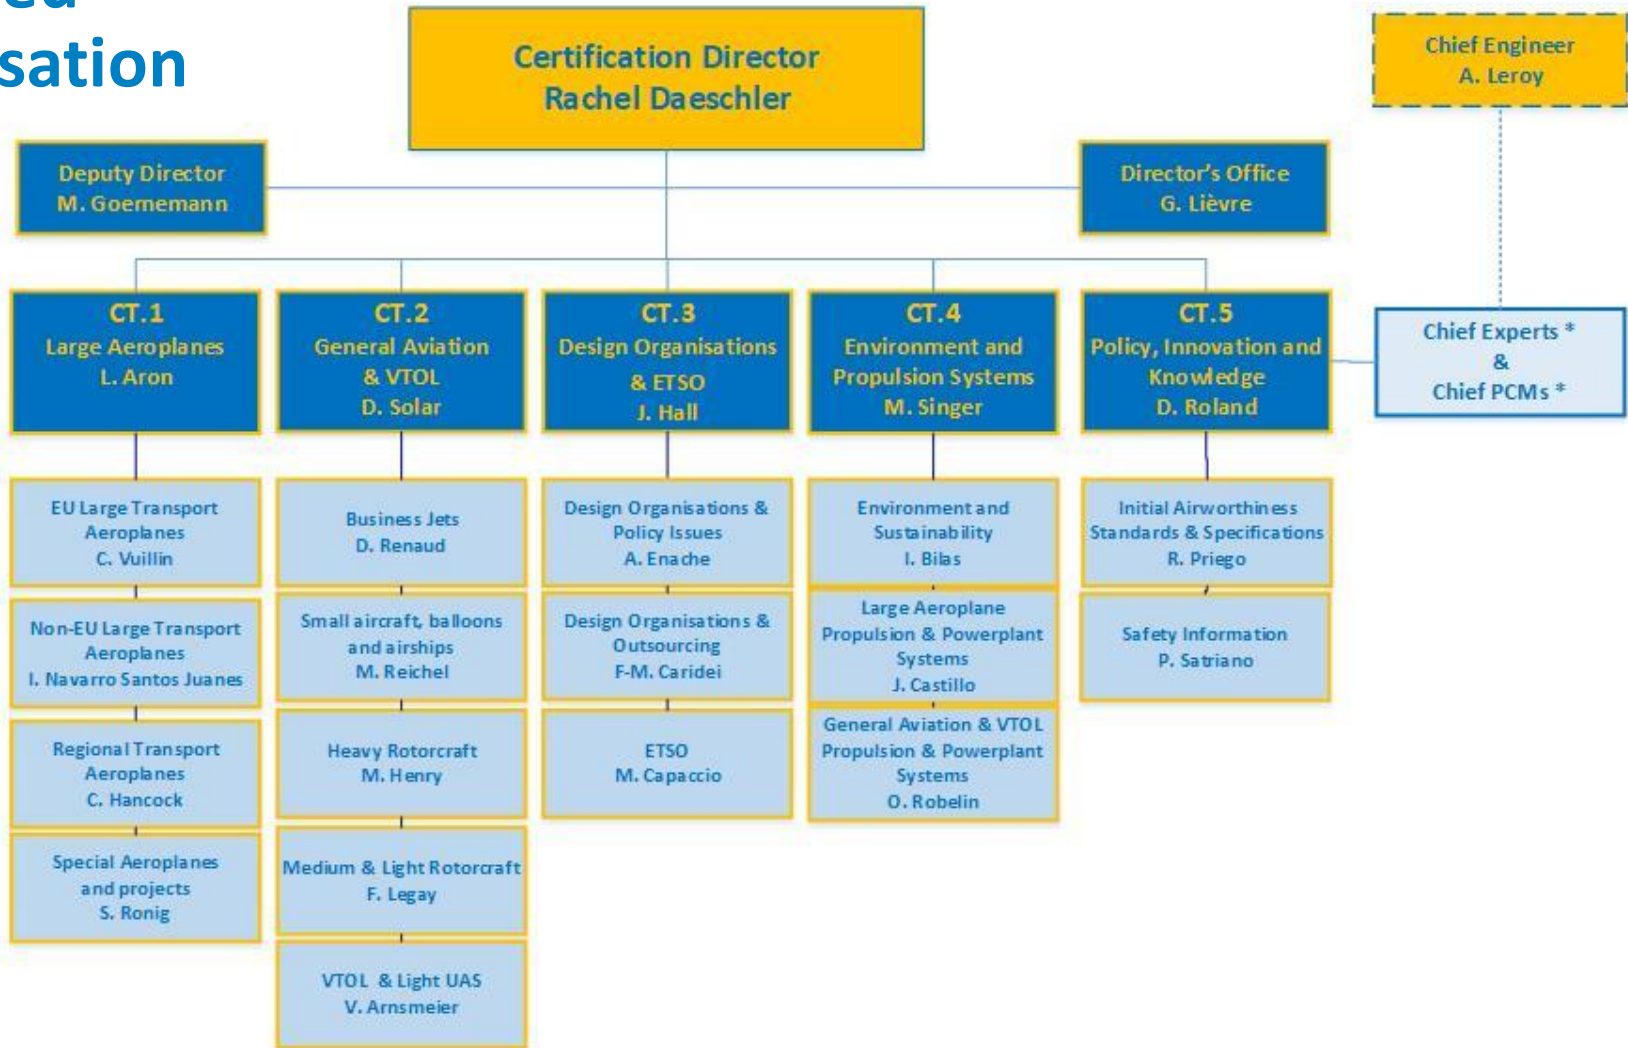 sation
Certification Director
Rachel Daeschler
Chief Engineer
A. Leroy
Deputy Director
M. Goernemann
Director's Office
G. Lièvre
CT.1
Large Aeroplanes
L. Aron
CT.2
General Aviation
& VTOL
D. Solar
CT.3
Design Organisations
& ETSO
J. Hall
CT.4
Environment and
Propulsion Systems
M. Singer
CT.5
Policy, Innovation and
Knowledge
D. Roland
Chief Experts *
&
Chief PCMs *
EU Large Transport
Aeroplanes
C. Vuillin
Non-EU Large Transport
Aeroplanes
I. Navarro Santos Juanes
Regional Transport
Aeroplanes
C. Hancock
Special Aeroplanes
and projects
S. Ronig
Business Jets
D. Renaud
Small aircraft, balloons
and airships
M. Reichel
Heavy Rotorcraft
M. Henry
Medium & Light Rotorcraft
F. Legay
VTOL & Light UAS
V. Arnsmeier
Design Organisations &
Policy Issues
A. Enache
Design Organisations &
Outsourcing
F-M. Caridei
ETSO
M. Capaccio
Environment and
Sustainability
I. Bilas
Large Aeroplane
Propulsion & Powerplant
Systems
J. Castillo
General Aviation & VTOL
Propulsion & Powerplant
Systems
O. Robelin
Initial Airworthiness
Standards & Specifications
R. Priego
Safety Information
P. Satriano